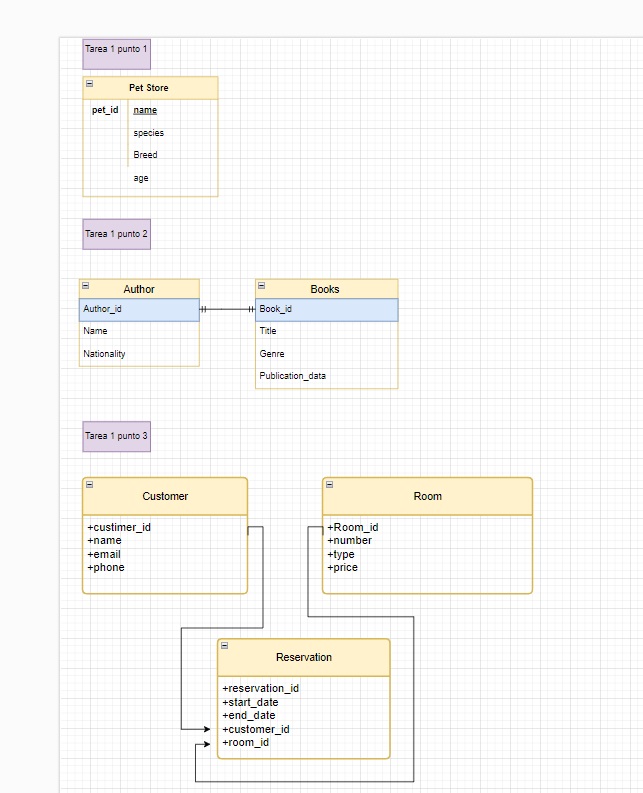 Tarea 1 punto 1
Pet Store
pet_id name
species
Breed
age
Tarea 1 punto 2
Author
Author_id
Name
Nationality
Books
Book_id
Title
Genre
Publication_data
Tarea 1 punto 3
Customer
+custimer_id
+name
+email
+phone
Room
+Room_id
+number
+type
+price
Reservation
+reservation_id
+start_date
+end_date
+customer_id
+room_id